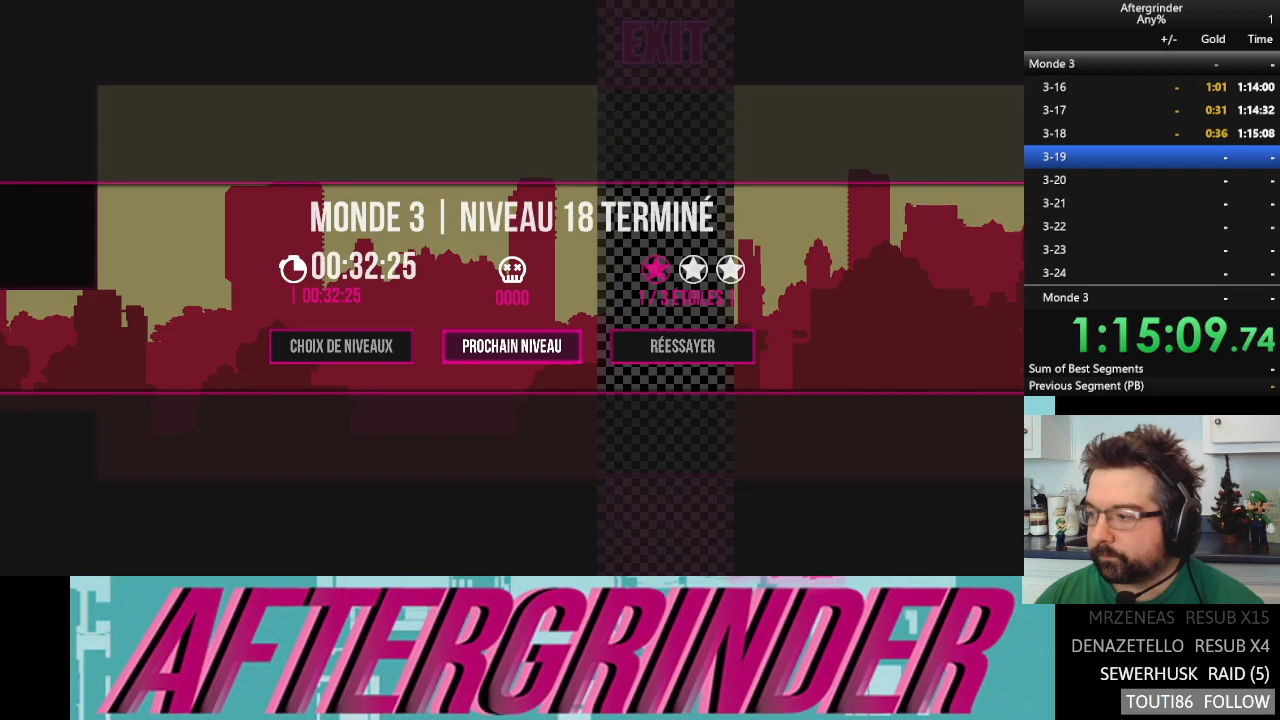 EXIT
MONDE 3 | NIVEAU 18 TERMINÉ
00:32:25
| 00:32:25
0000
1 / 3 ÉTOILES !
CHOIX DE NIVEAUX
PROCHAIN NIVEAU
RÉESSAYER
AFTERGRINDER
Aftergrinder
Any% 1
+/- Gold Time
Monde 3 - -
3-16 - 1:01 1:14:00
3-17 - 0:31 1:14:32
3-18 - 0:36 1:15:08
3-19 - -
3-20 - -
3-21 - -
3-22 - -
3-23 - -
3-24 - -
Monde 3 - -
1:15:09.74
Sum of Best Segments -
Previous Segment (PB) -
MRZENEAS RESUB X15
DENAZETELLO RESUB X4
SEWERHUSK RAID (5)
TOUTI86 FOLLOW